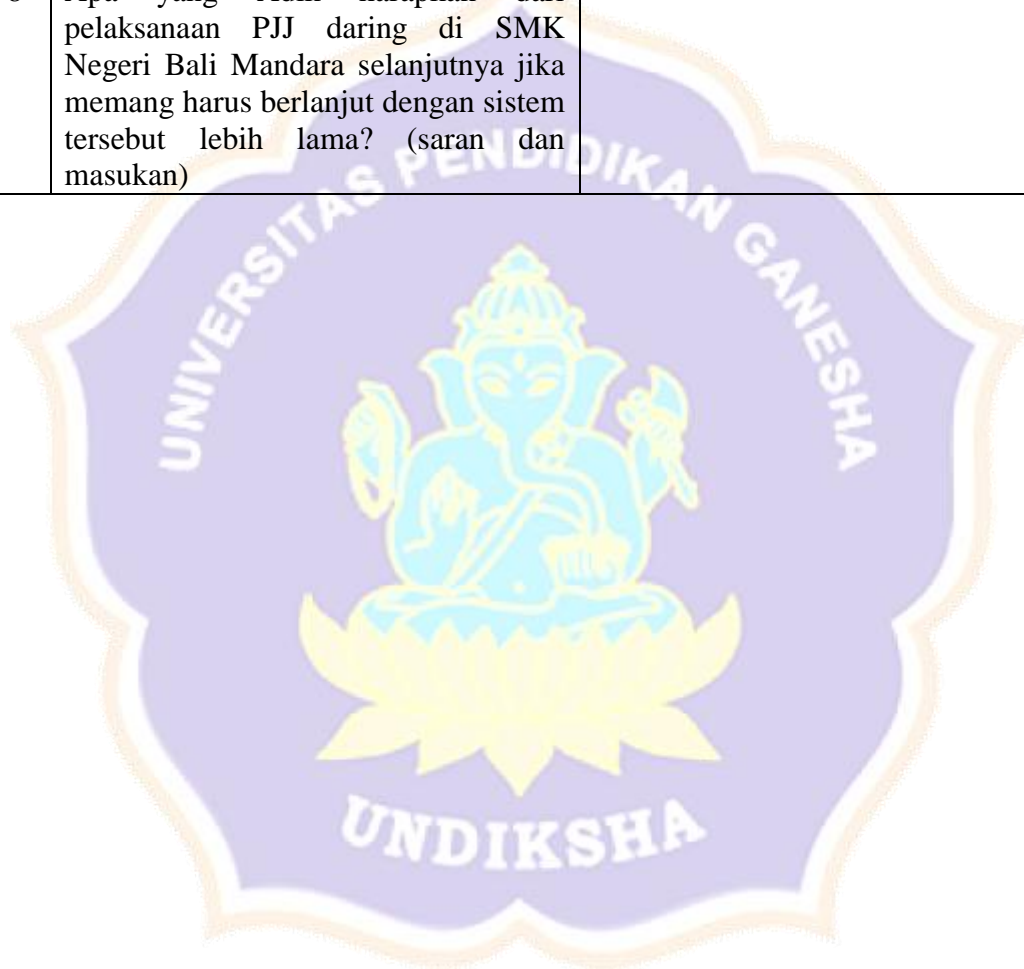 Apa yang Adik harapkan dari
pelaksanaan PJJ daring di SMK
Negeri Bali Mandara selanjutnya jika
memang harus berlanjut dengan sistem
tersebut lebih lama? (saran dan
masukan)
UNIVERSITAS PENDIDIKAN GANESHA
UNDIKSHA